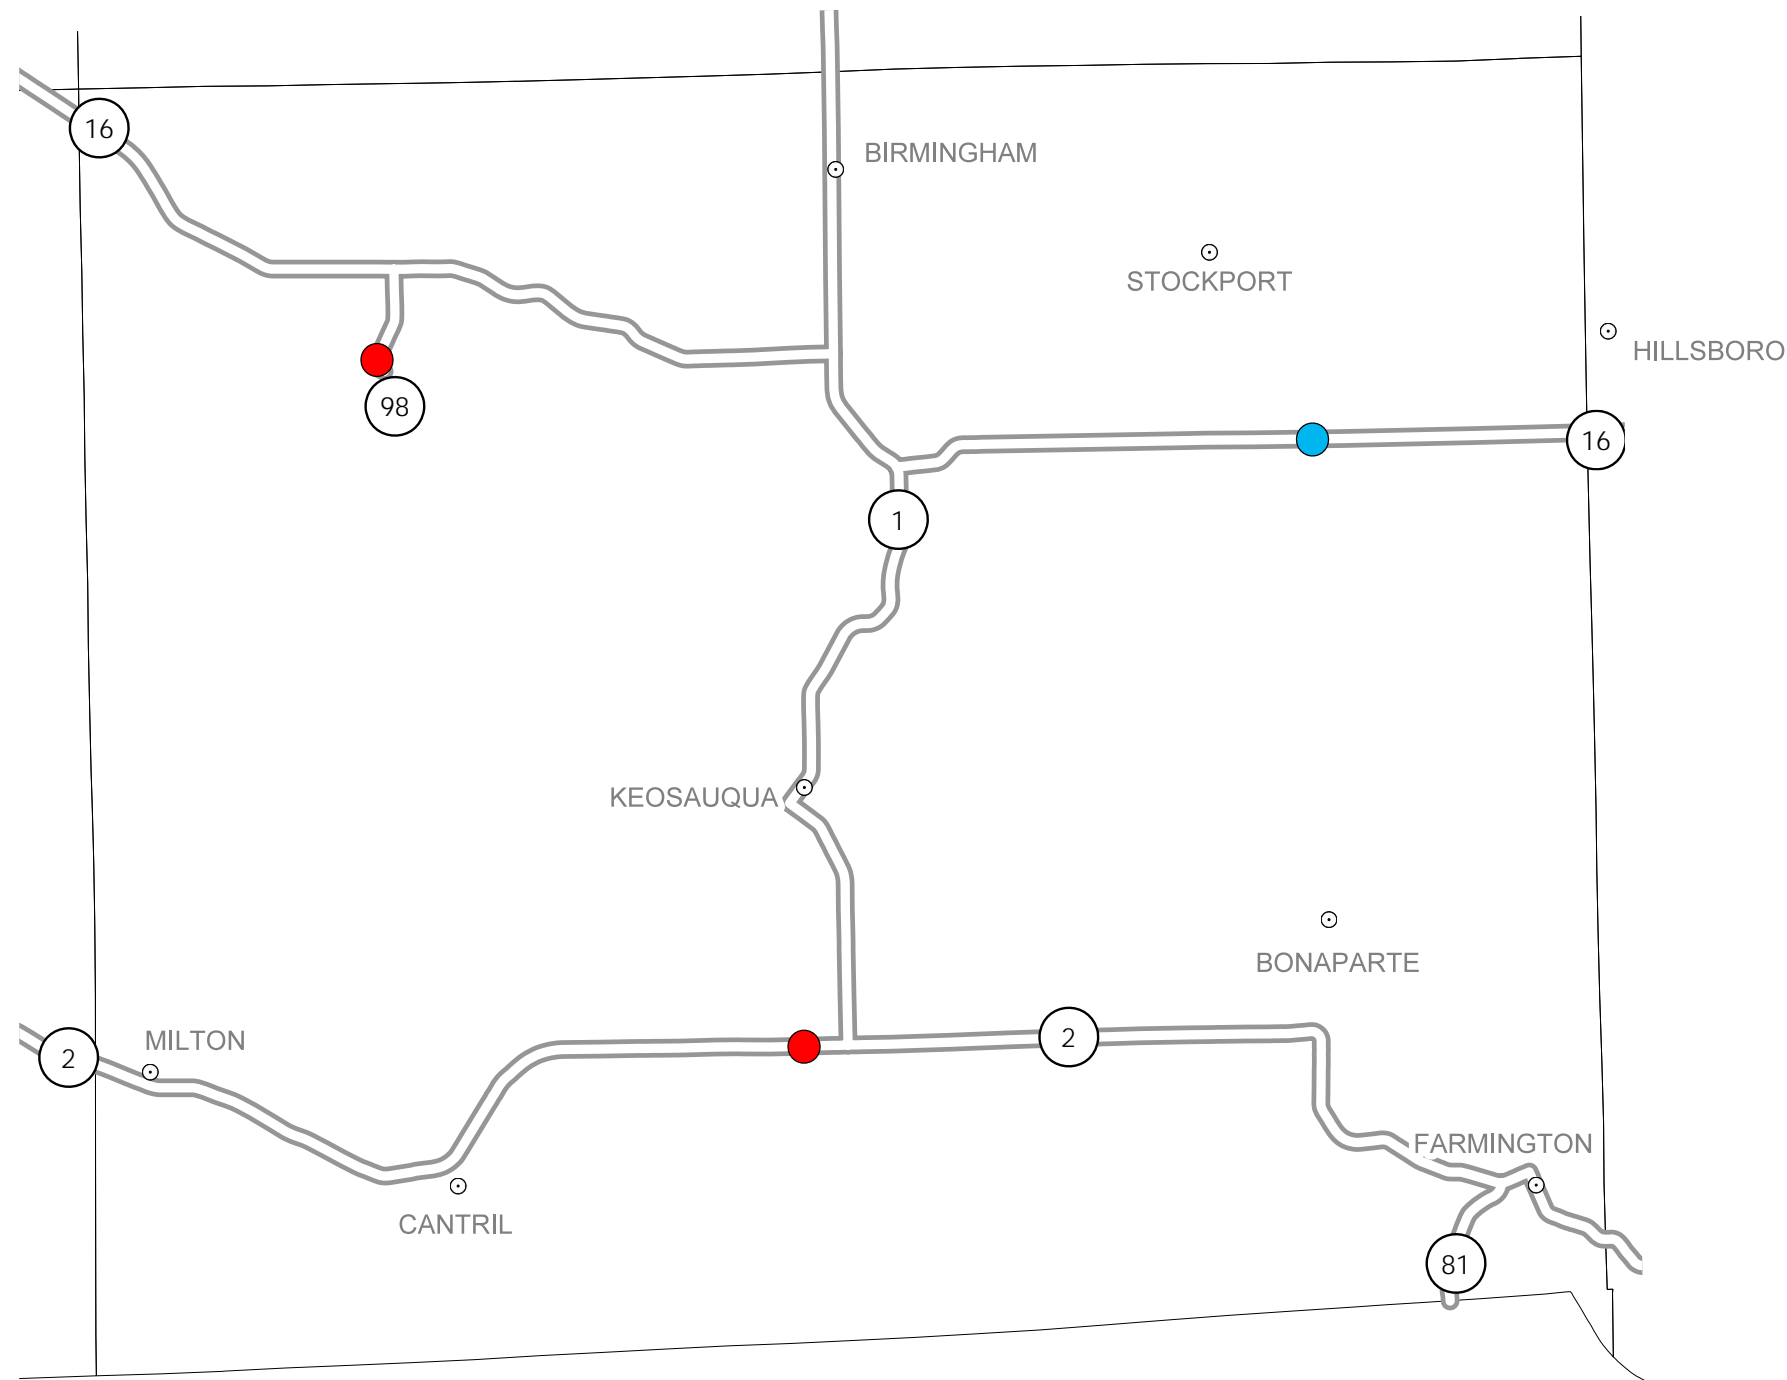 16
BIRMINGHAM
STOCKPORT
HILLSBORO
98
16
1
KEOSAUQUA
BONAPARTE
2
MILTON
2
FARMINGTON
CANTRIL
81